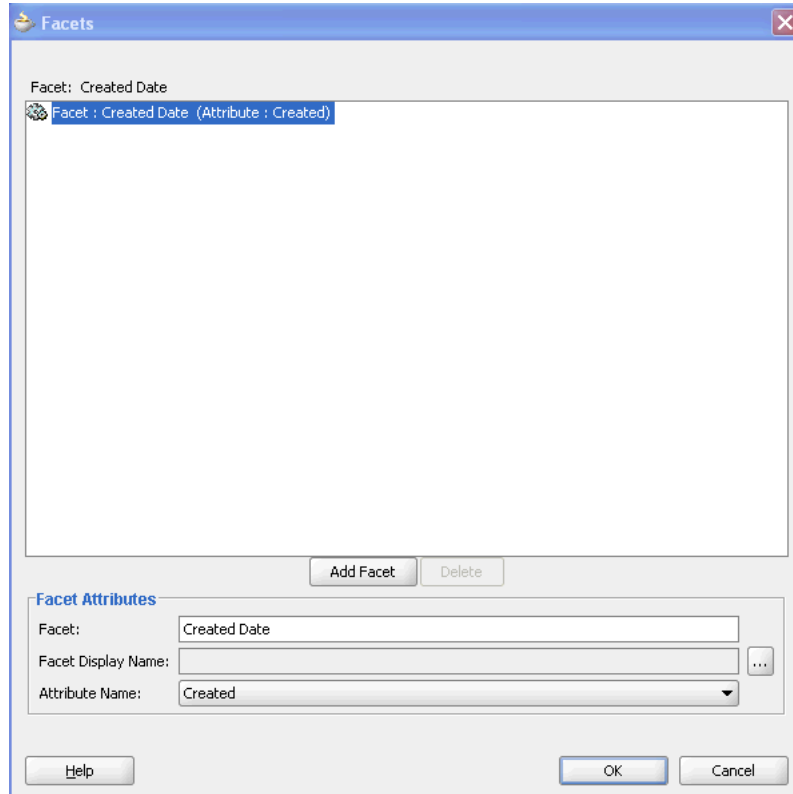 Facets
Facet: Created Date
Facet : Created Date (Attribute : Created)
Add Facet Delete
Facet Attributes
Facet: Created Date
Facet Display Name: ...
Attribute Name: Created
Help OK Cancel